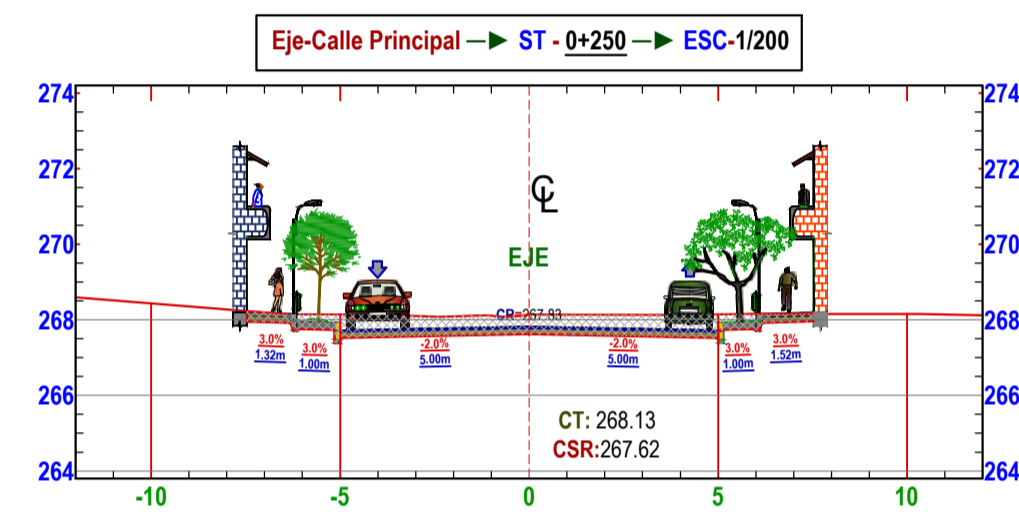 Eje-Calle Principal ST - 0+250 ESC-1/200
274 274
272 272
270 270
268 268
266 266
264 264
CL
EJE
CR=267.83
3.0% 3.0% -2.0% -2.0% 3.0% 3.0%
1.32m 1.00m 5.00m 5.00m 1.00m 1.52m
CT: 268.13
CSR:267.62
-10 -5 0 5 10